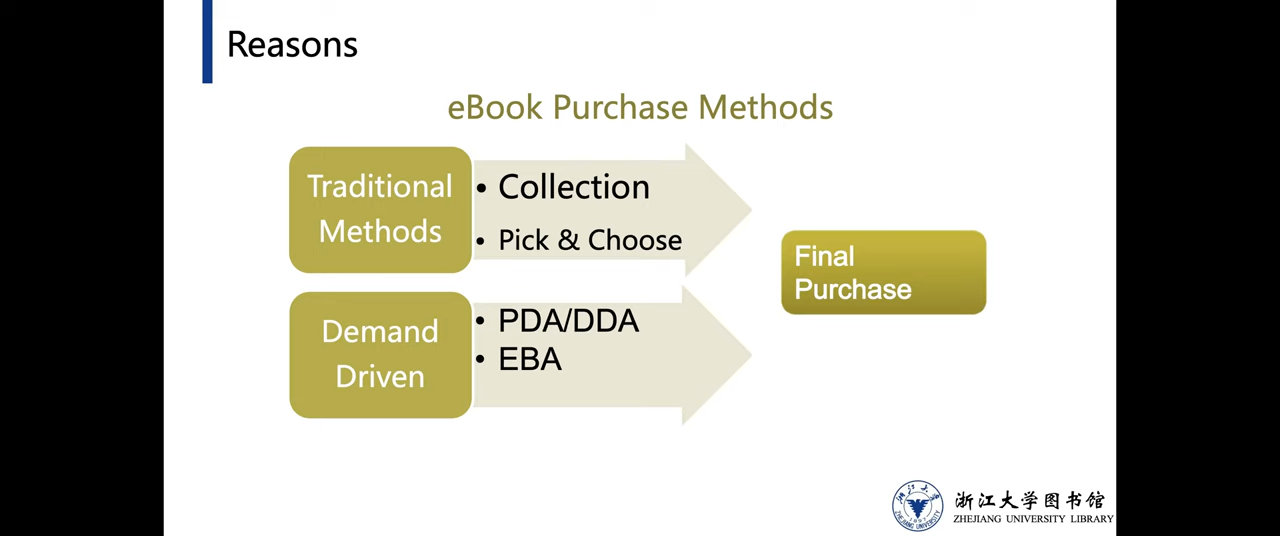 Reasons
eBook Purchase Methods
Traditional
Methods
• Collection
• Pick & Choose
Demand
Driven
• PDA/DDA
• EBA
Final
Purchase
浙江大学图书馆
ZHEJIANG UNIVERSITY LIBRARY